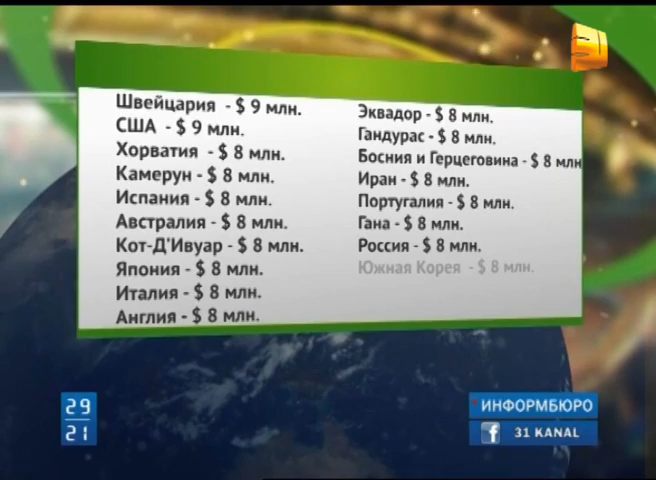 Швейцария - $ 9 млн.
США - $ 9 млн.
Хорватия - $ 8 млн.
Камерун - $ 8 млн.
Испания - $ 8 млн.
Австралия - $ 8 млн.
Кот-Д'Ивуар - $ 8 млн.
Япония - $ 8 млн.
Италия - $ 8 млн.
Англия - $ 8 млн.
Эквадор - $ 8 млн.
Гандурас - $ 8 млн.
Босния и Герцеговина - $ 8 млн
Иран - $ 8 млн.
Португалия - $ 8 млн.
Гана - $ 8 млн.
Россия - $ 8 млн.
Южная Корея - $ 8 млн.
29
21
ИНФОРМБЮРО
f 31 KANAL
31